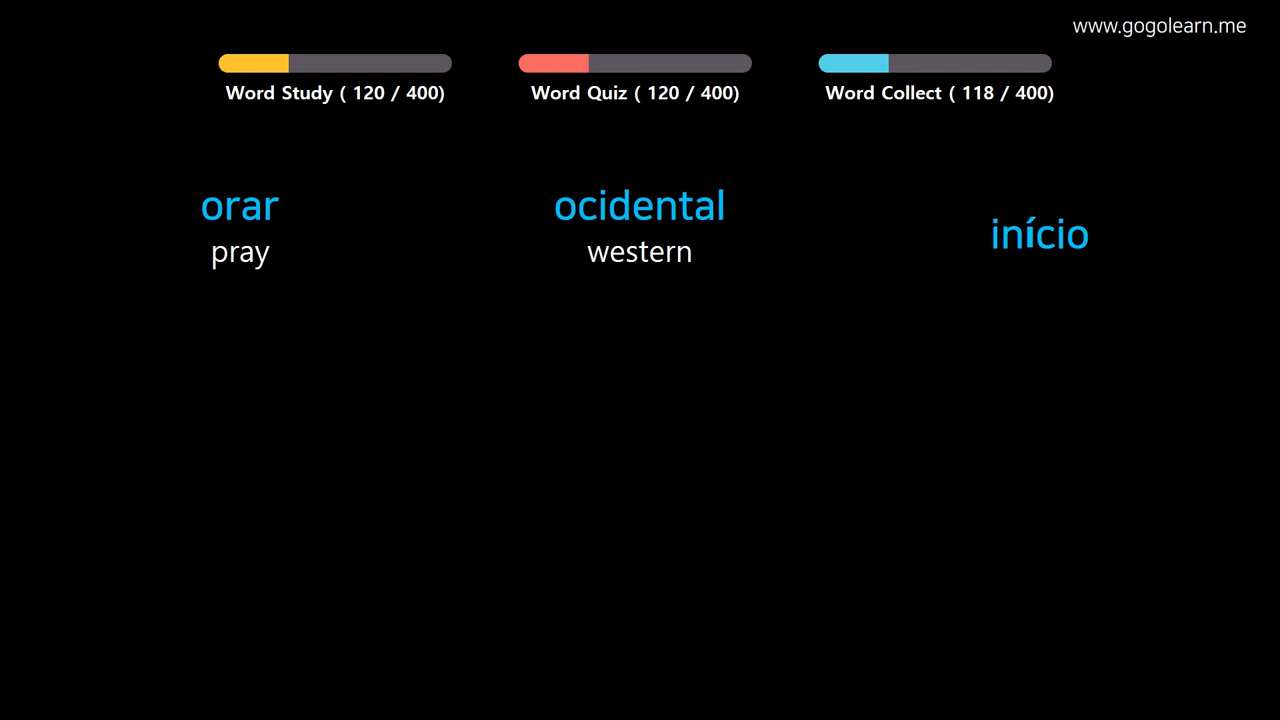 www.gogolearn.me
Word Study ( 120 / 400)
Word Quiz ( 120 / 400)
Word Collect ( 118 / 400)
orar
pray
ocidental
western
início